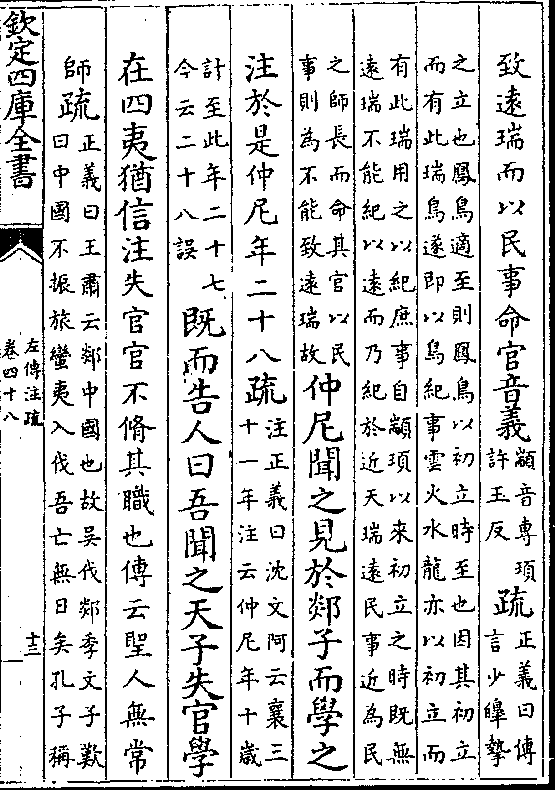 致遠瑞而以民事命官音義顓音專頊許玉反疏正義曰傳言少皞摯
之立也鳳鳥適至則鳳鳥以初立時至也因其初立
而有此瑞鳥遂即以鳥紀事雲火水龍亦以初立而
有此瑞用之以紀庶事自顓頊以來初立之時既無
遠瑞不能紀以遠而乃紀於近天瑞遠民事近為民
之師長而命其官以民事則為不能致遠瑞故仲尼聞之見於郯子而學之
注於是仲尼年二十八疏注正義曰沈文阿云襄三十一年注云仲尼年十歲
計至此年二十七今云二十八誤既而告人曰吾聞之天子失官學
在四夷猶信注失官官不脩其職也傳云聖人無常
師疏正義曰王肅云郯中國也故吳伐郯季文子歎曰中國不振旅蠻夷入伐吾亡無日矣孔子稱
欽定四庫全書
左傳注疏
卷四十八
十三